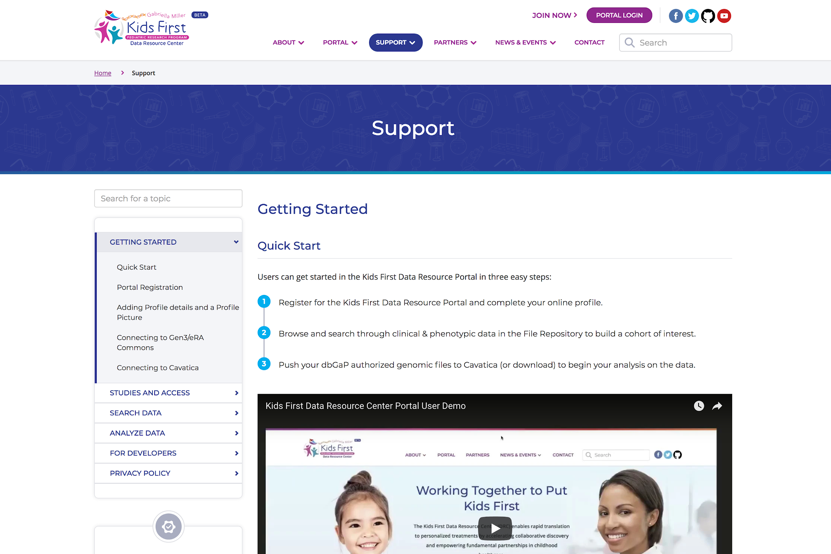 Gabriella Miller
Kids First
PEDIATRIC RESEARCH PROGRAM
Data Resource Center
BETA
JOIN NOW
PORTAL LOGIN
ABOUT
PORTAL
SUPPORT
PARTNERS
NEWS & EVENTS
CONTACT
Search
Home > Support
Support
Search for a topic
GETTING STARTED
Quick Start
Portal Registration
Adding Profile details and a Profile
Picture
Connecting to Gen3/eRA
Commons
Connecting to Cavatica
STUDIES AND ACCESS
SEARCH DATA
ANALYZE DATA
FOR DEVELOPERS
PRIVACY POLICY
Getting Started
Quick Start
Users can get started in the Kids First Data Resource Portal in three easy steps:
1 Register for the Kids First Data Resource Portal and complete your online profile.
2 Browse and search through clinical & phenotypic data in the File Repository to build a cohort of interest.
3 Push your dbGaP authorized genomic files to Cavatica (or download) to begin your analysis on the data.
Kids First Data Resource Center Portal User Demo
Kids First
Data Resource Center
ABOUT
PORTAL
PARTNERS
NEWS & EVENTS
CONTACT
Search
Working Together to Put
Kids First
The Kids First Data Resource enables rapid translation
to personalized treatments collaborative discovery
and empowering fundamental partnerships in childhood